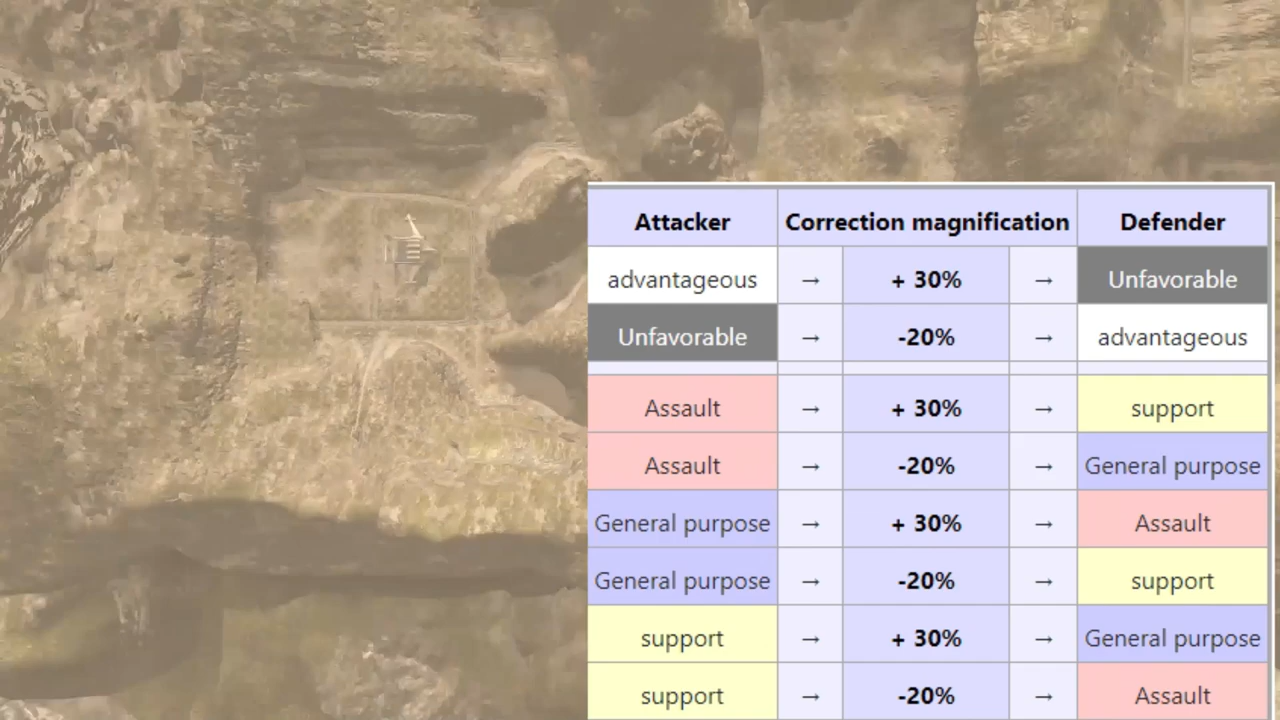 Attacker Correction magnification Defender
advantageous → + 30% → Unfavorable
Unfavorable → -20% → advantageous
Assault → + 30% → support
Assault → -20% → General purpose
General purpose → + 30% → Assault
General purpose → -20% → support
support → + 30% → General purpose
support → -20% → Assault